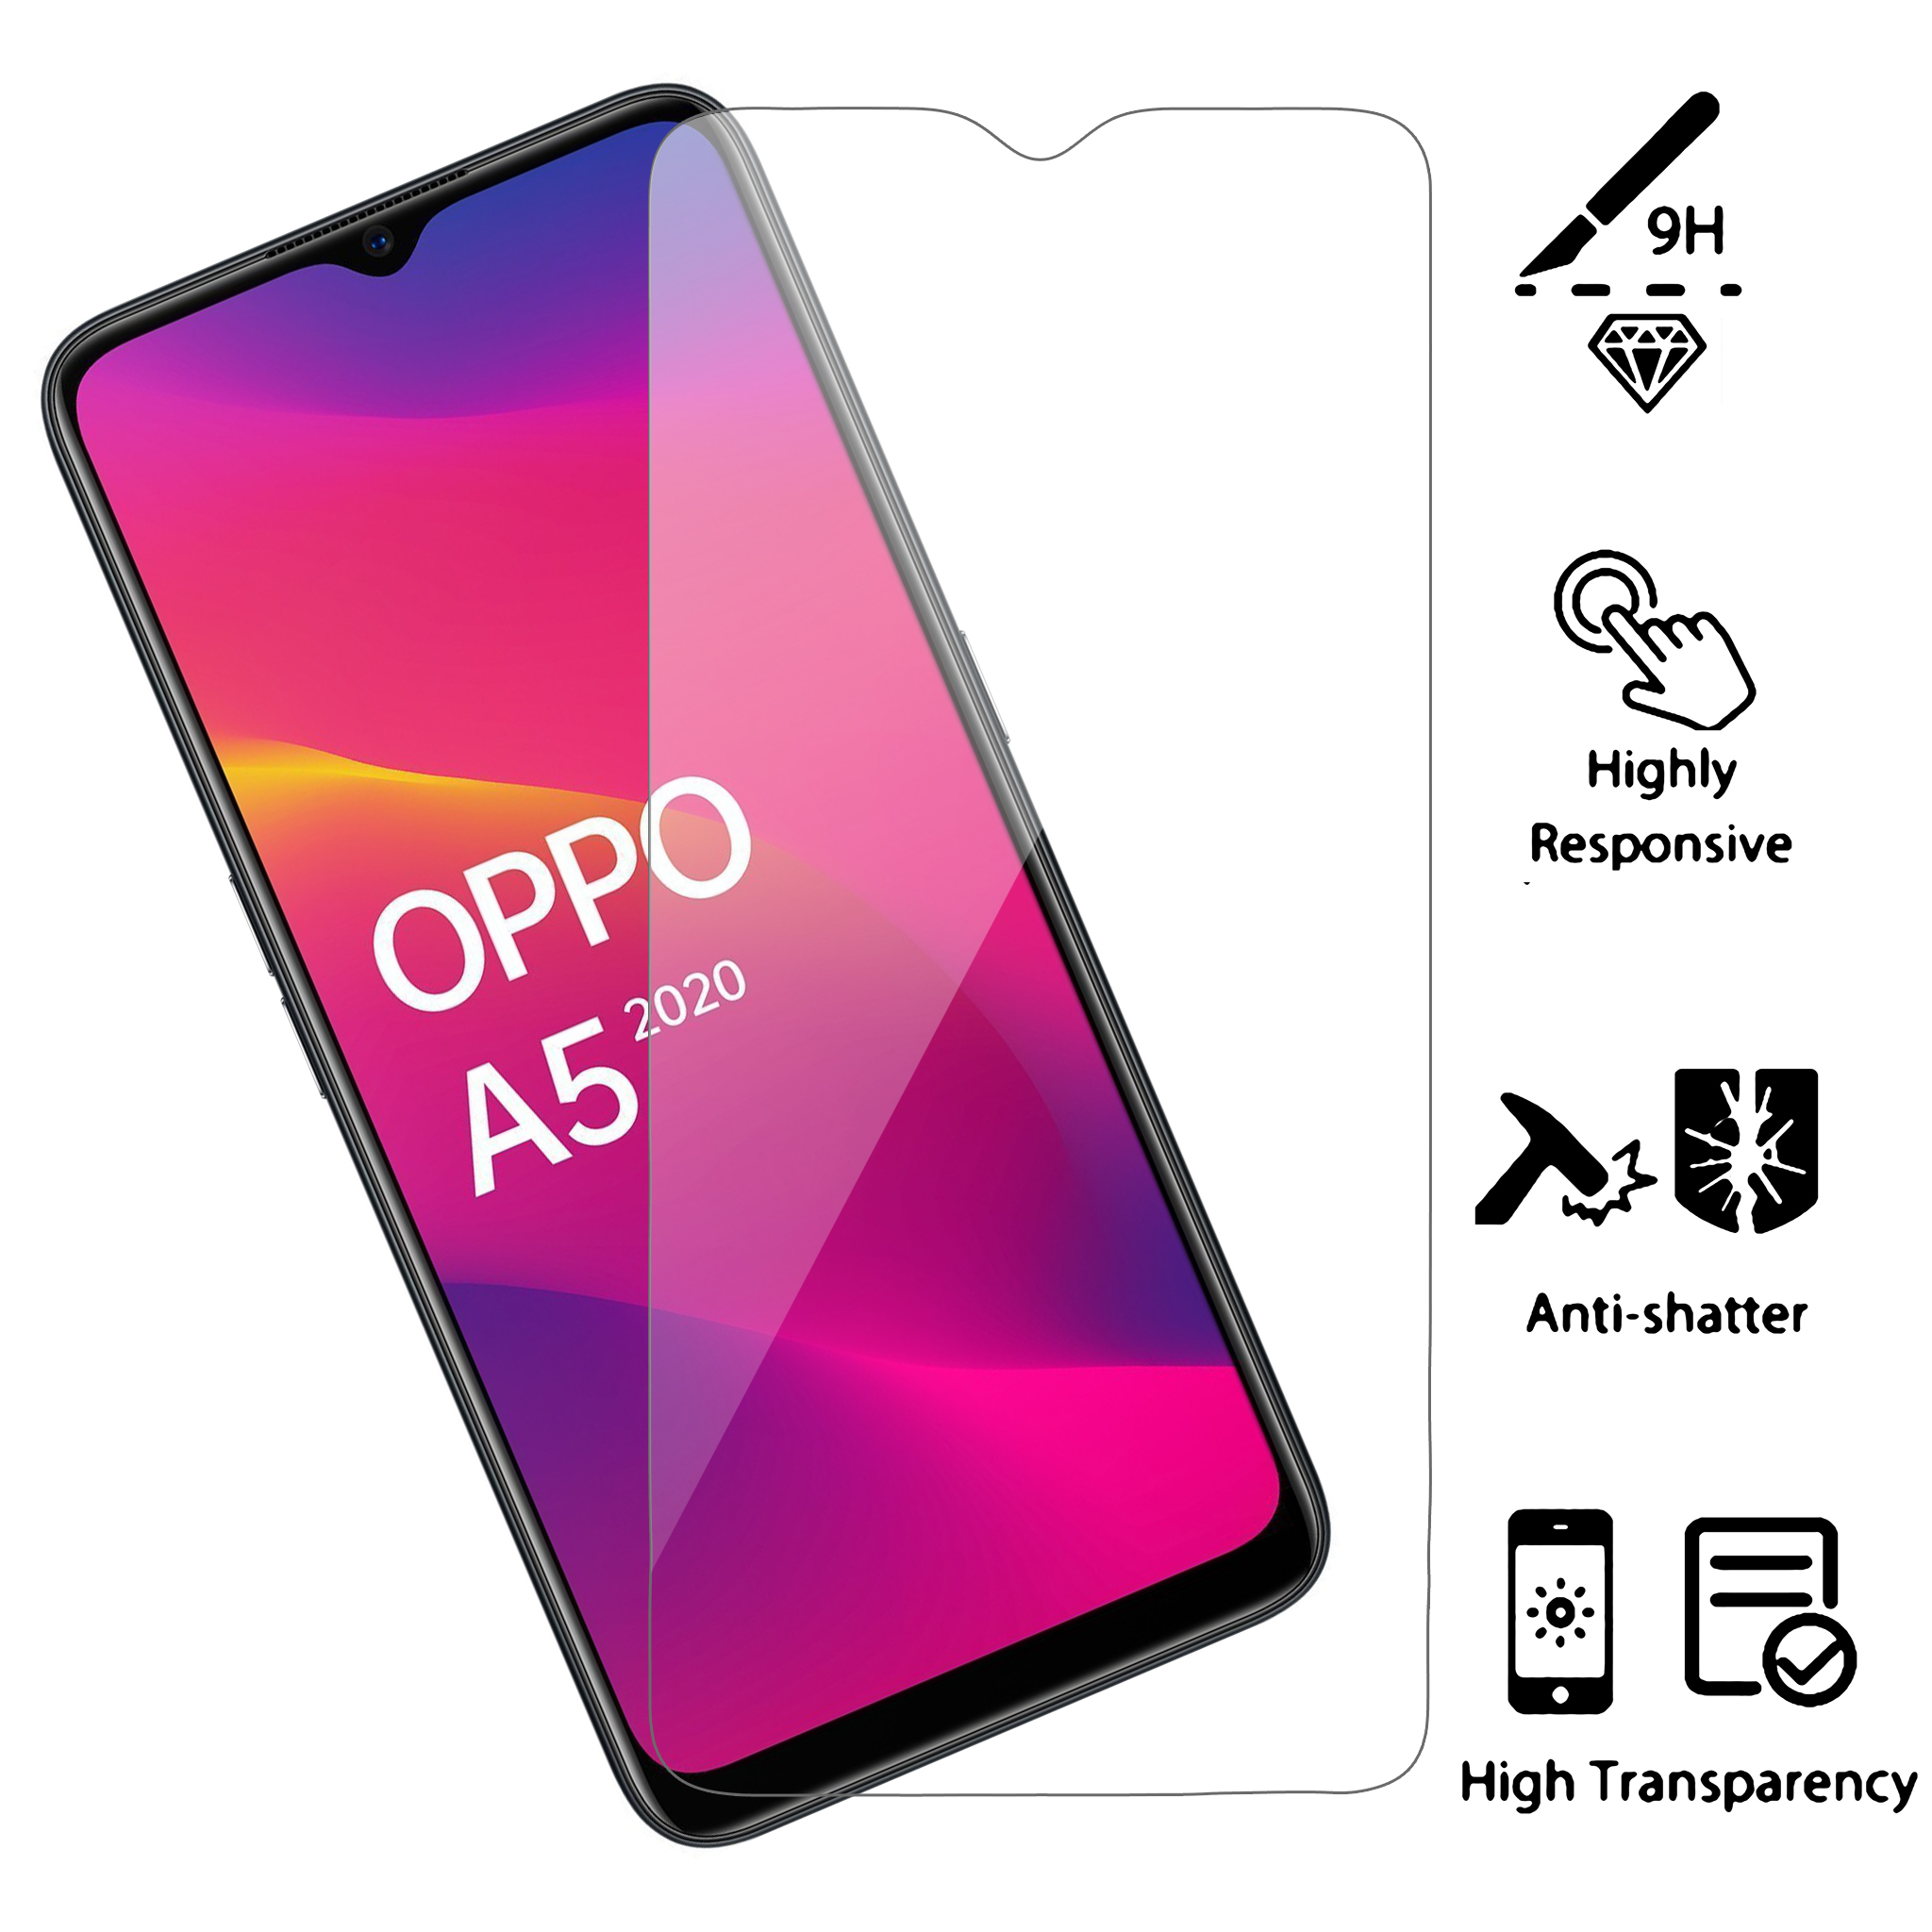 OPPO
A5 2020
9H
Highly
Responsive
Anti-shatter
High Transparency